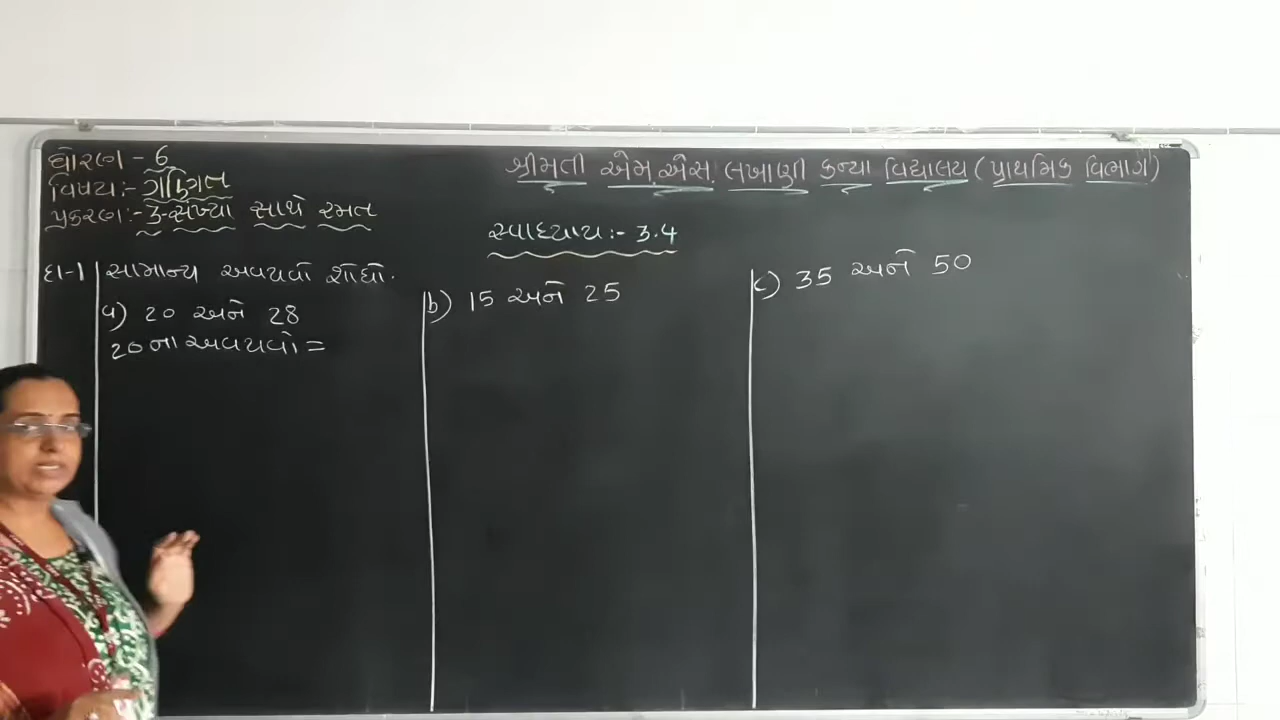 ધોરણ - 6
વિષય:- ગણિત
પ્રકરણ:- 3-સંખ્યા સાથે રમત
શ્રીમતી એમ.એસ. લખાણી કન્યા વિદ્યાલય (પ્રાથમિક વિભાગ)
સ્વાધ્યાય:- 3.4
દા-1 સામાન્ય અવયવો શોધો.
a) 20 અને 28
20 ના અવયવો =
b) 15 અને 25
c) 35 અને 50